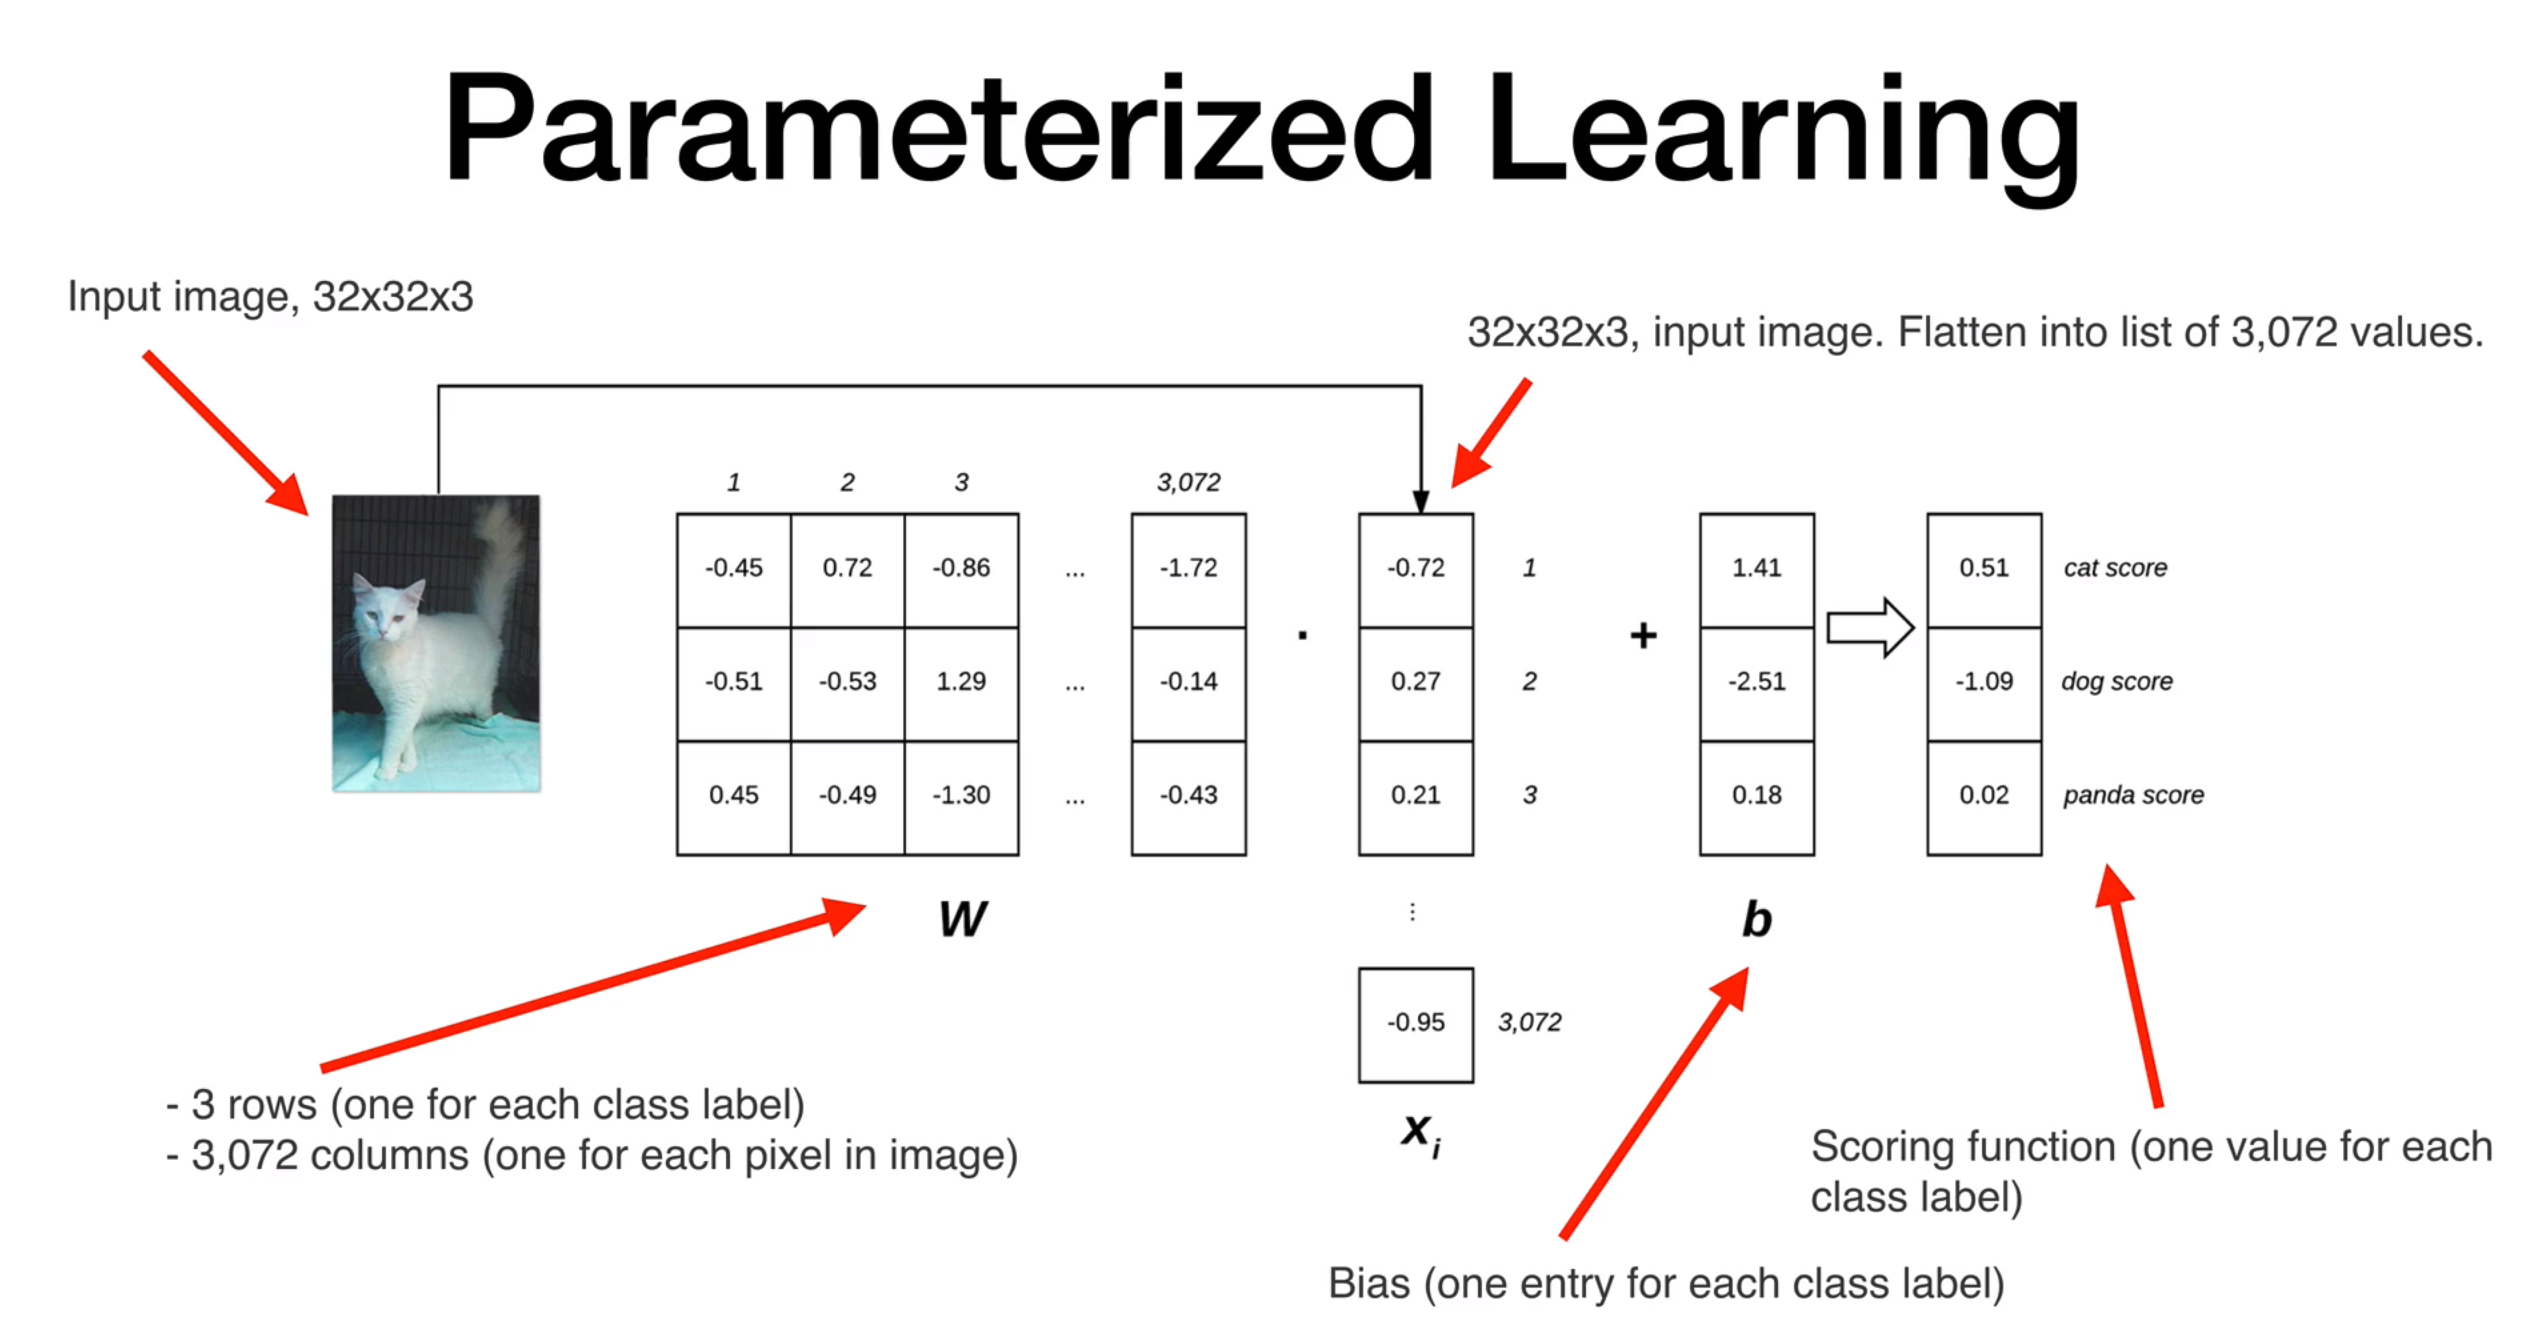 Parameterized Learning
Input image, 32x32x3
32x32x3, input image. Flatten into list of 3,072 values.
1 2 3 3,072
-0.45 0.72 -0.86 ... -1.72 -0.72 1 1.41 0.51 cat score
. +
-0.51 -0.53 1.29 ... -0.14 0.27 2 -2.51 -1.09 dog score
0.45 -0.49 -1.30 ... -0.43 0.21 3 0.18 0.02 panda score
W ⋮ b
-0.95 3,072
xi
- 3 rows (one for each class label)
- 3,072 columns (one for each pixel in image)
Scoring function (one value for each
class label)
Bias (one entry for each class label)